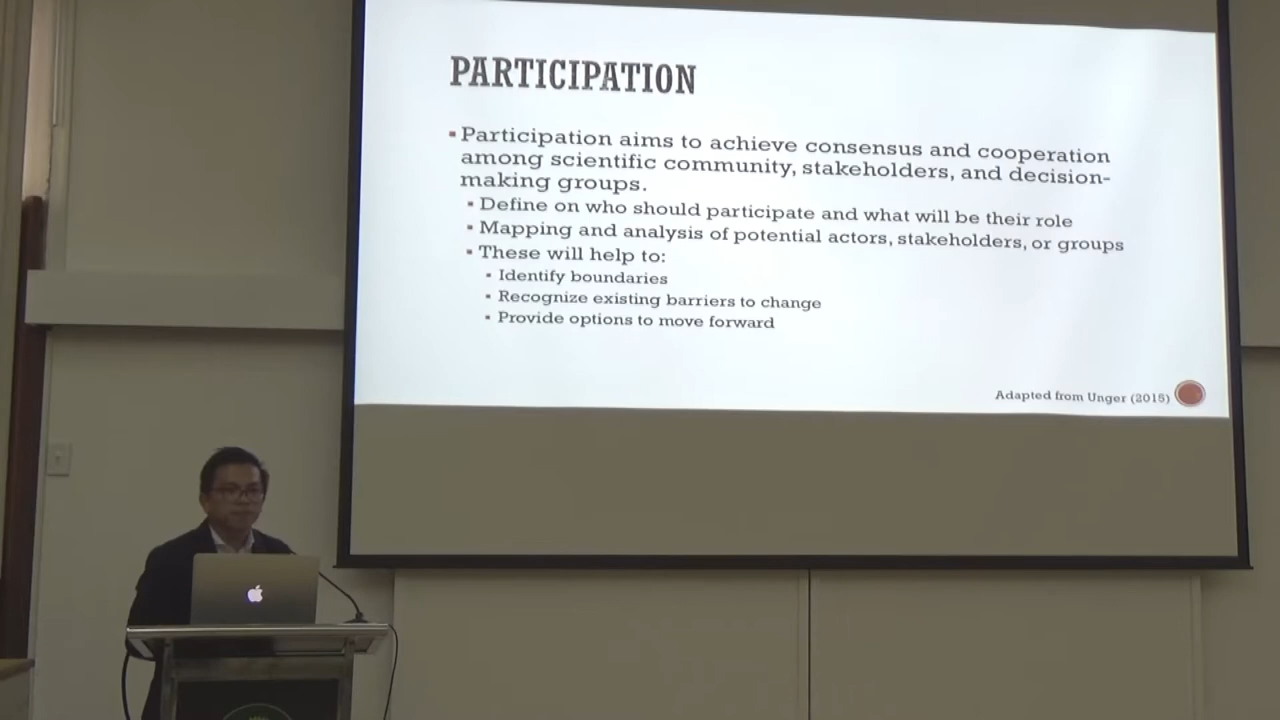 PARTICIPATION
▪ Participation aims to achieve consensus and cooperation
among scientific community, stakeholders, and decision-
making groups.
▪ Define on who should participate and what will be their role
▪ Mapping and analysis of potential actors, stakeholders, or groups
▪ These will help to:
▪ Identify boundaries
▪ Recognize existing barriers to change
▪ Provide options to move forward
Adapted from Unger (2015)